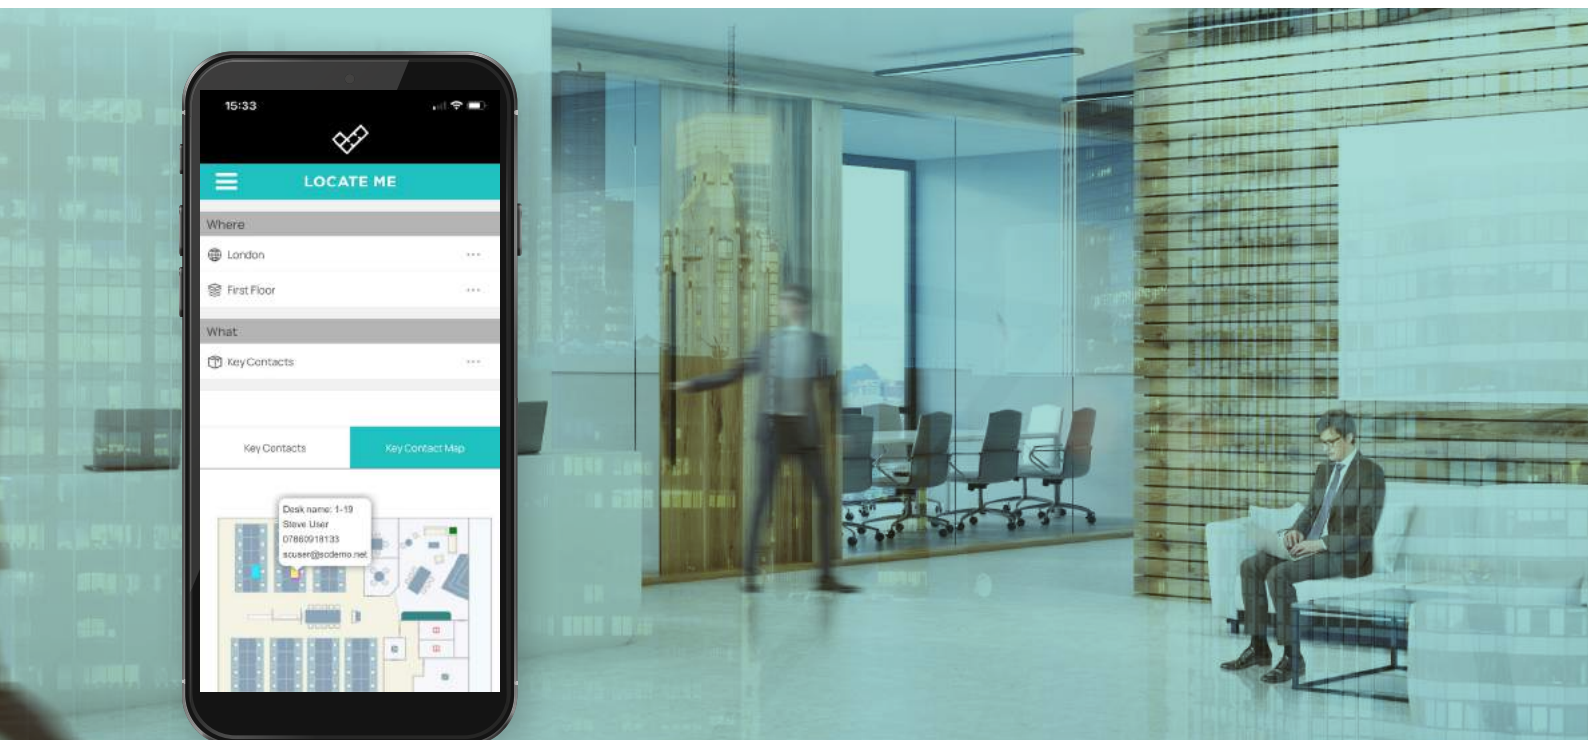 15:33
LOCATE ME
Where
London
First Floor
What
Key Contacts
Key Contacts
Key Contact Map
Desk name: 1-19
Steve User
07860918133
scuser@scdemo.net